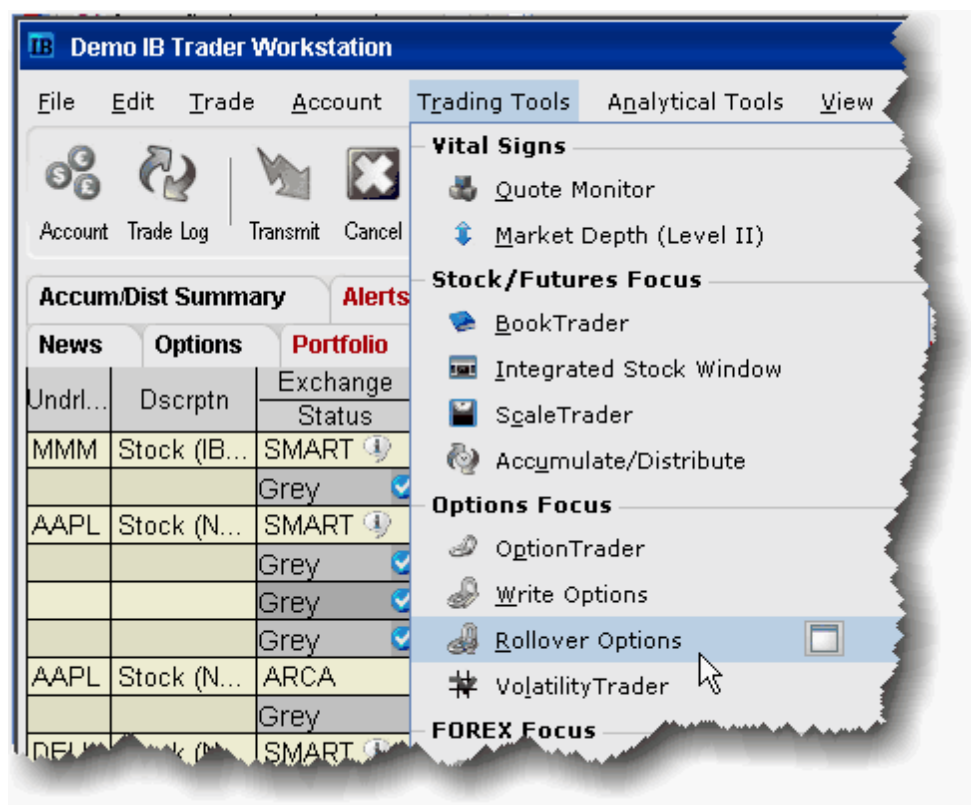 IB Demo IB Trader Workstation
File Edit Trade Account Trading Tools Analytical Tools View
Account Trade Log Transmit Cancel
Accum/Dist Summary Alerts
News Options Portfolio
Undrl... Dscrptn Exchange
Status
MMM Stock (IB... SMART
Grey
AAPL Stock (N... SMART
Grey
Grey
Grey
AAPL Stock (N... ARCA
Grey
SMART
Vital Signs
Quote Monitor
Market Depth (Level II)
Stock/Futures Focus
BookTrader
Integrated Stock Window
ScaleTrader
Accumulate/Distribute
Options Focus
OptionTrader
Write Options
Rollover Options
VolatilityTrader
FOREX Focus